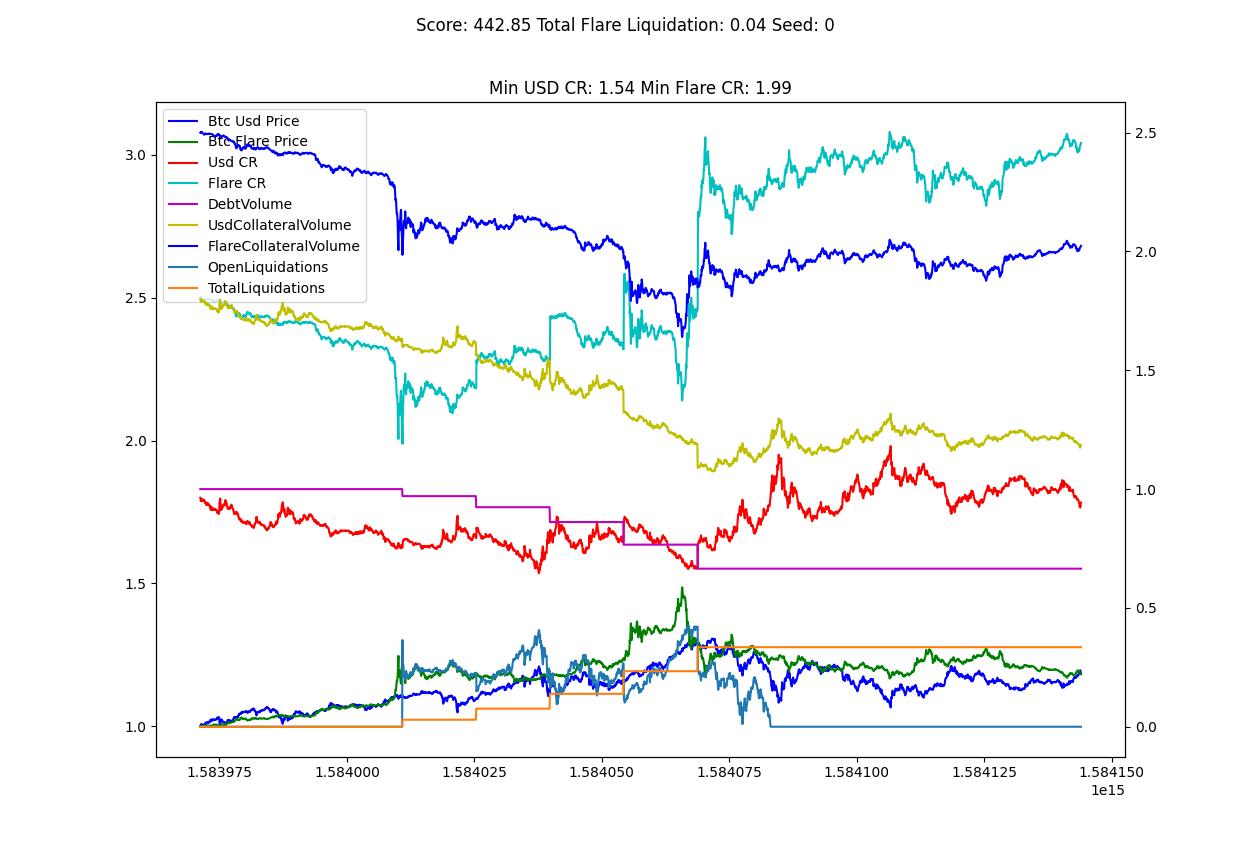 Score: 442.85 Total Flare Liquidation: 0.04 Seed: 0
Min USD CR: 1.54 Min Flare CR: 1.99
Btc Usd Price
Btc Flare Price
Usd CR
Flare CR
DebtVolume
UsdCollateralVolume
FlareCollateralVolume
OpenLiquidations
TotalLiquidations
3.0
2.5
2.0
1.5
1.0
2.5
2.0
1.5
1.0
0.5
0.0
1.583975 1.584000 1.584025 1.584050 1.584075 1.584100 1.584125 1.584150
1e15